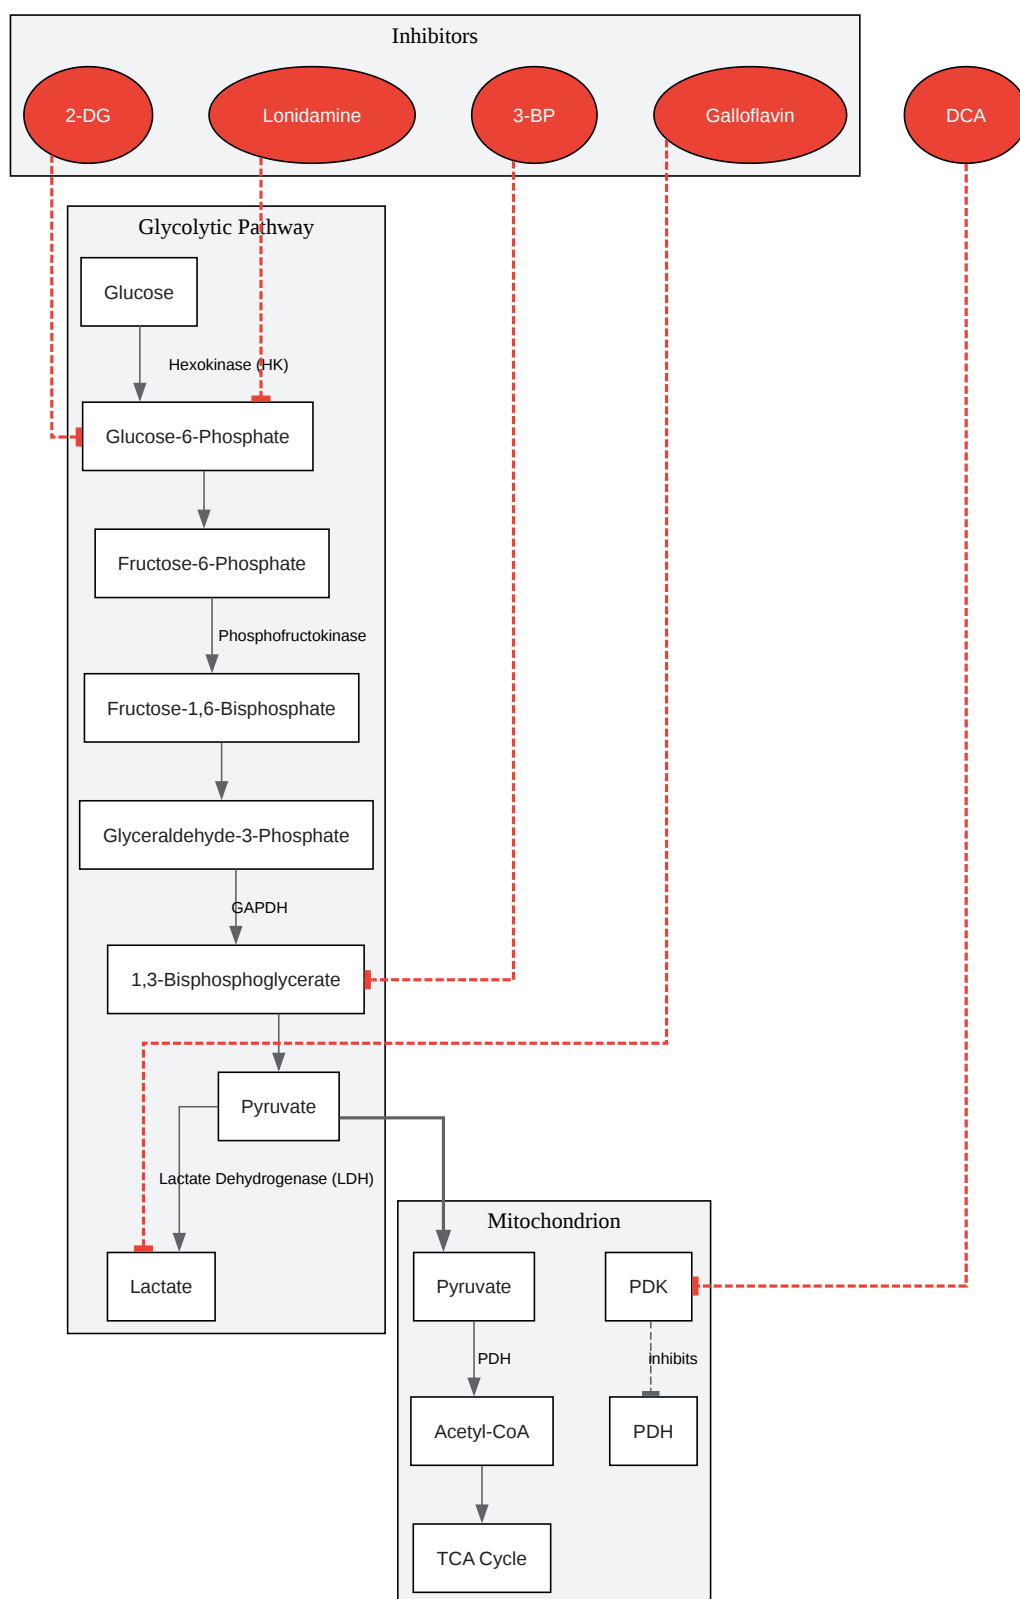 Inhibitors
2-DG
Lonidamine
3-BP
Galloflavin
DCA
Glycolytic Pathway
Glucose
Hexokinase (HK)
Glucose-6-Phosphate
Fructose-6-Phosphate
Phosphofructokinase
Fructose-1,6-Bisphosphate
Glyceraldehyde-3-Phosphate
GAPDH
1,3-Bisphosphoglycerate
Pyruvate
Lactate Dehydrogenase (LDH)
Lactate
Mitochondrion
Pyruvate
PDK
PDH
inhibits
Acetyl-CoA
PDH
TCA Cycle